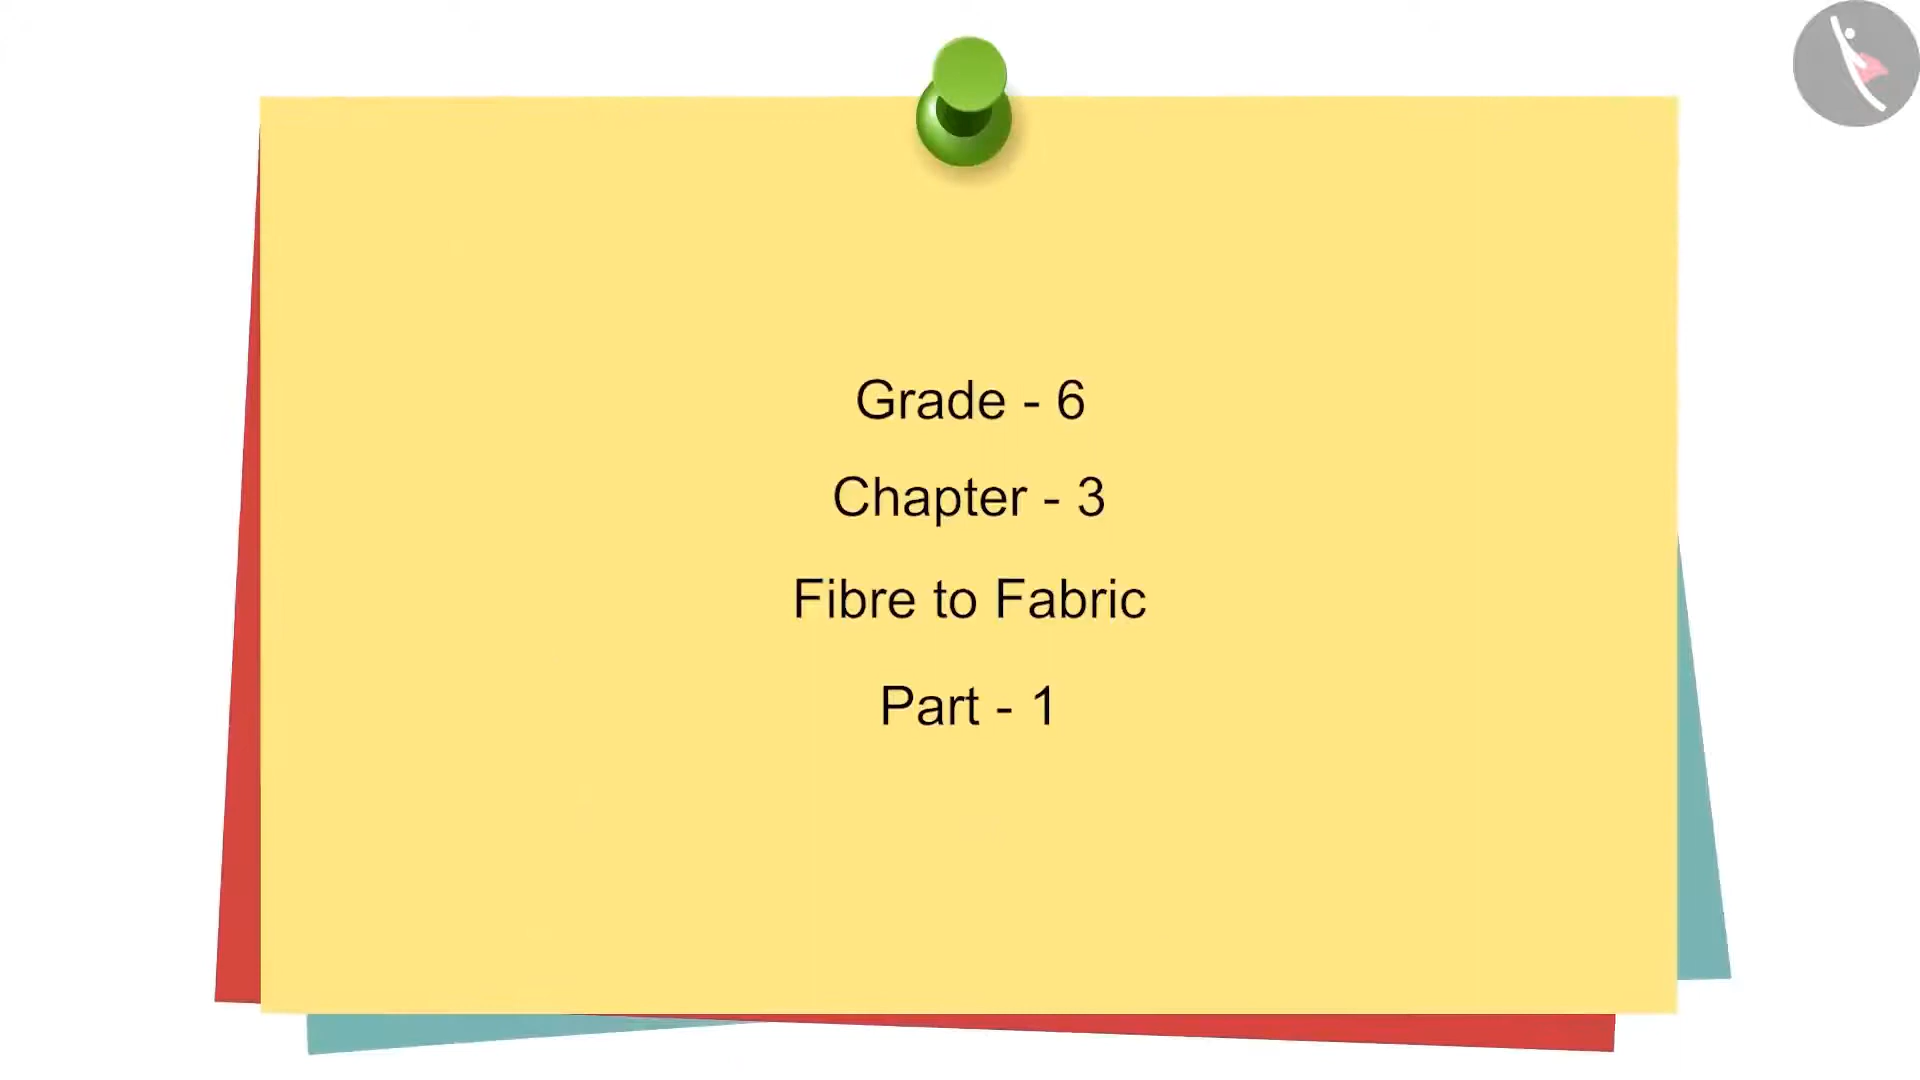 Grade - 6
Chapter - 3
Fibre to Fabric
Part - 1